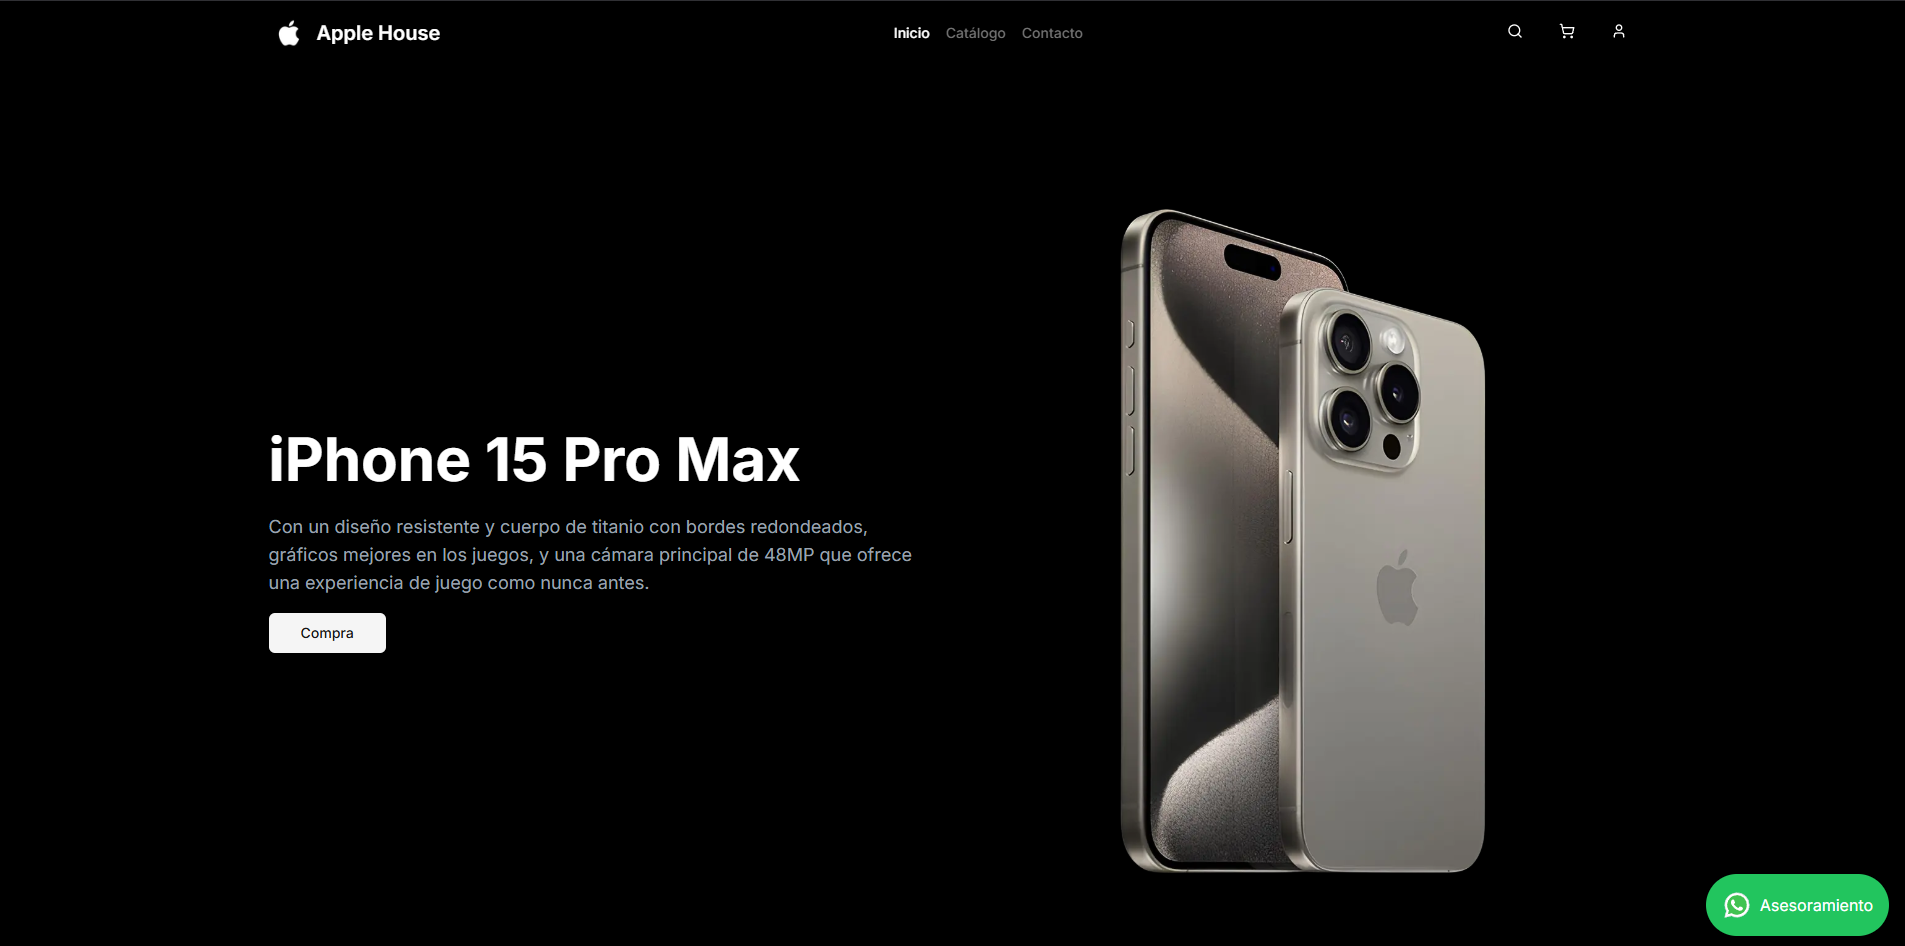 Apple House
Inicio Catálogo Contacto
iPhone 15 Pro Max
Con un diseño resistente y cuerpo de titanio con bordes redondeados,
gráficos mejores en los juegos, y una cámara principal de 48MP que ofrece
una experiencia de juego como nunca antes.
Compra
Asesoramiento